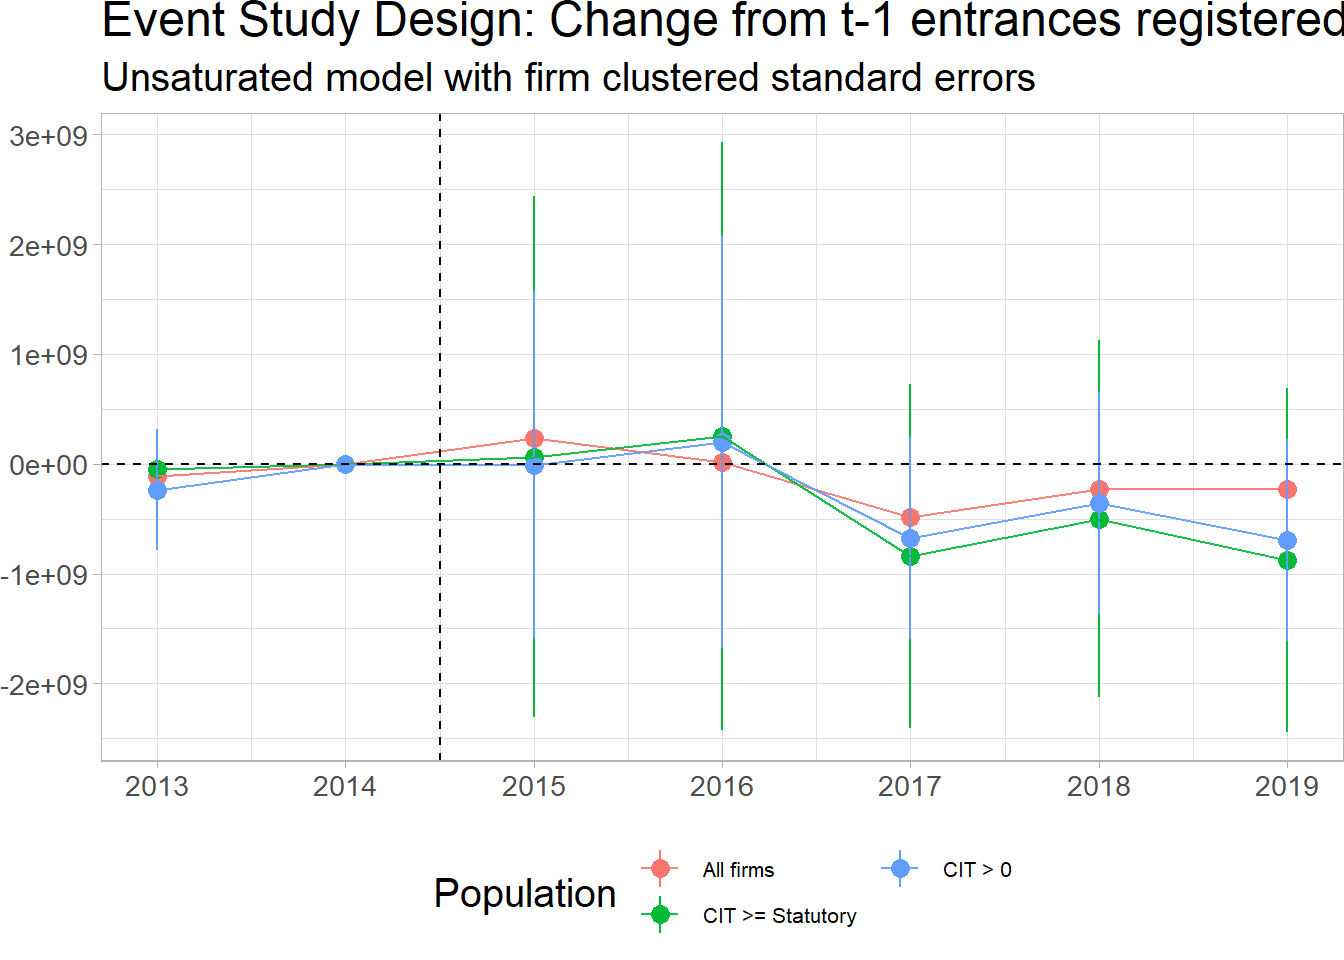 Event Study Design: Change from t-1 entrances registered
Unsaturated model with firm clustered standard errors
3e+09
2e+09
1e+09
0e+00
-1e+09
-2e+09
2013 2014 2015 2016 2017 2018 2019
Population
All firms
CIT > 0
CIT >= Statutory